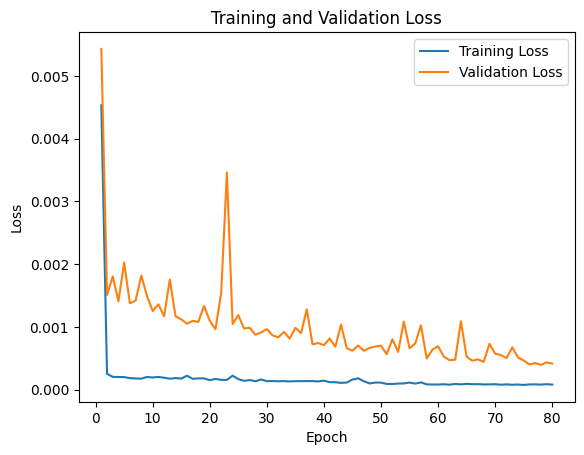 Training and Validation Loss
Training Loss
Validation Loss
0.005
0.004
0.003
0.002
0.001
0.000
Loss
0 10 20 30 40 50 60 70 80
Epoch